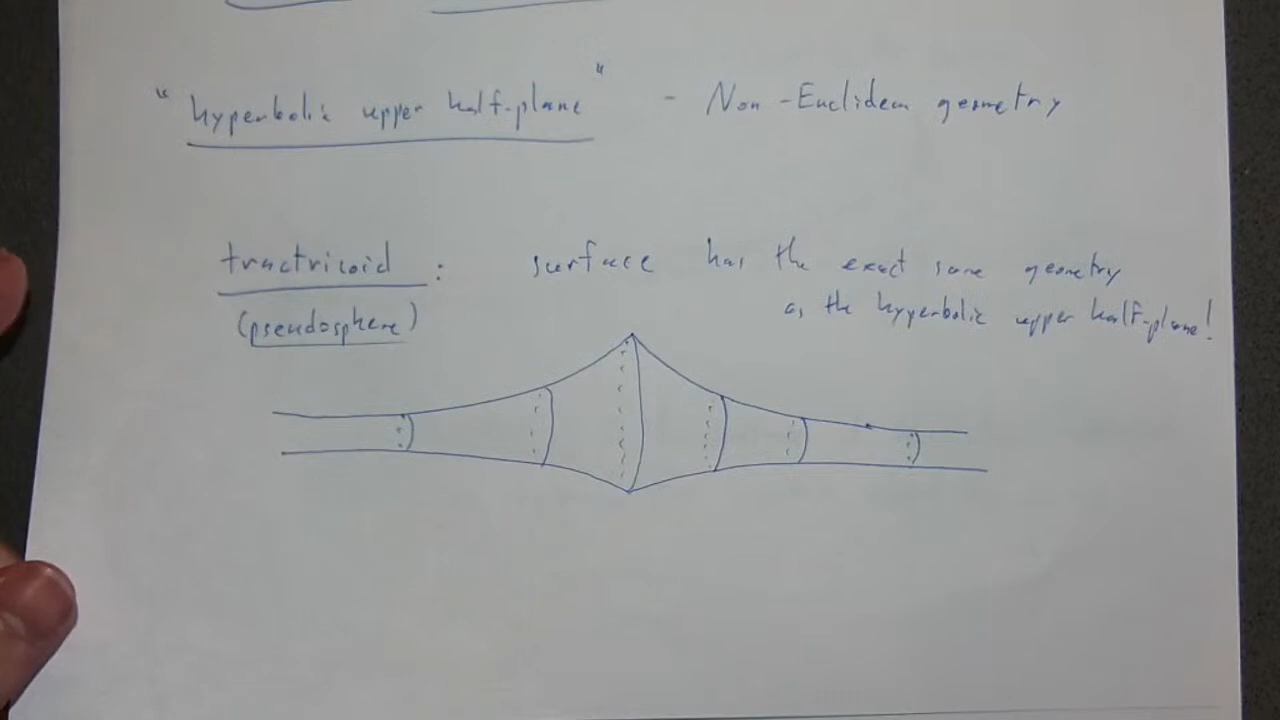 "hyperbolic upper half-plane" - Non-Euclidean geometry
tractricoid : surface has the exact same geometry
(pseudosphere) as the hyperbolic upper half-plane!